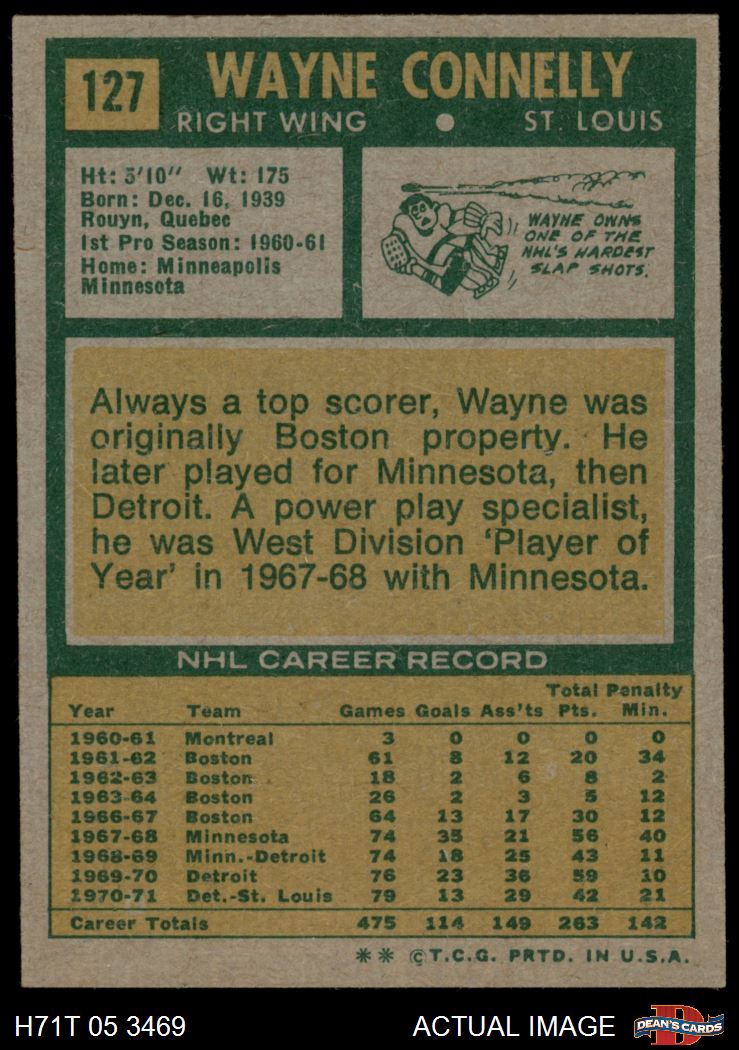 127
WAYNE CONNELLY
RIGHT WING • ST. LOUIS
Ht: 5'10" Wt: 175
Born: Dec. 16, 1939
Rouyn, Quebec
1st Pro Season: 1960-61
Home: Minneapolis
Minnesota
WAYNE OWNS
ONE OF THE
NHL'S HARDEST
SLAP SHOTS.
Always a top scorer, Wayne was
originally Boston property. He
later played for Minnesota, then
Detroit. A power play specialist,
he was West Division 'Player of
Year' in 1967-68 with Minnesota.
NHL CAREER RECORD
Total Penalty
Year Team Games Goals Ass'ts Pts. Min.
1960-61 Montreal 3 0 0 0 0
1961-62 Boston 61 8 12 20 34
1962-63 Boston 18 2 6 8 2
1963-64 Boston 26 2 3 5 12
1966-67 Boston 64 13 17 30 12
1967-68 Minnesota 74 35 21 56 40
1968-69 Minn.-Detroit 74 18 25 43 11
1969-70 Detroit 76 23 36 59 10
1970-71 Det.-St. Louis 79 13 29 42 21
Career Totals 475 114 149 263 142
** ©T.C.G. PRTD. IN U.S.A.
H71T 05 3469 ACTUAL IMAGE D DEAN'S CARDS